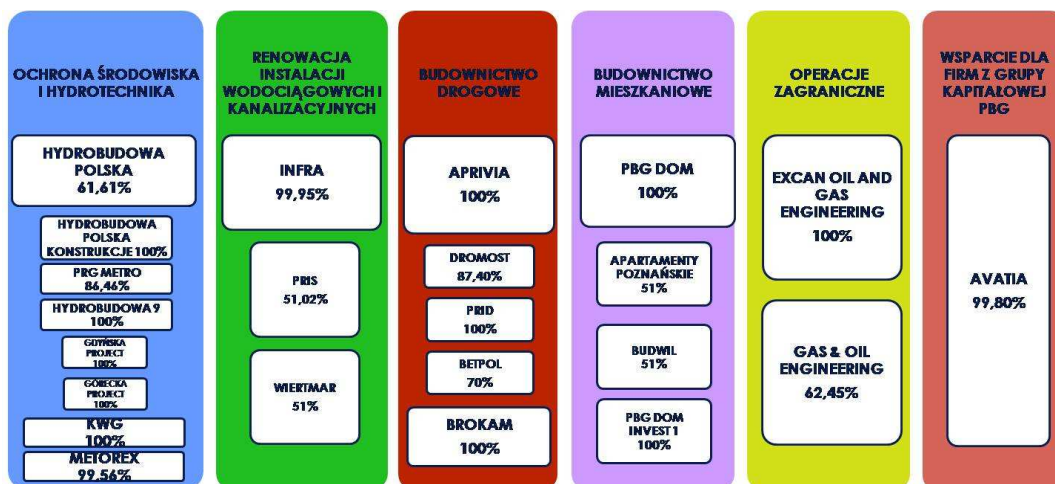 OCHRONA ŚRODOWISKA
I HYDROTECHNIKA
HYDROBUDOWA
POLSKA
61,61%
HYDROBUDOWA
POLSKA
KONSTRUKCJE 100%
PRG METRO
86,46%
HYDROBUDOWA 9
100%
GDYŃSKA
PROJECT
100%
GÓRECKA
PROJECT
100%
KWG
100%
METOREX
99,56%
RENOWACJA
INSTALACJI
WODOCIĄGOWYCH I
KANALIZACYJNYCH
INFRA
99,95%
PRIS
51,02%
WIERTMAR
51%
BUDOWNICTWO
DROGOWE
APRIVIA
100%
DROMOST
87,40%
PRID
100%
BETPOL
70%
BROKAM
100%
BUDOWNICTWO
MIESZKANIOWE
PBG DOM
100%
APARTAMENTY
POZNAŃSKIE
51%
BUDWIL
51%
PBG DOM
INVEST 1
100%
OPERACJE
ZAGRANICZNE
EXCAN OIL AND
GAS
ENGINEERING
100%
GAS & OIL
ENGINEERING
62,45%
WSPARCIE DLA
FIRM Z GRUPY
KAPITAŁOWEJ
PBG
AVATIA
99,80%